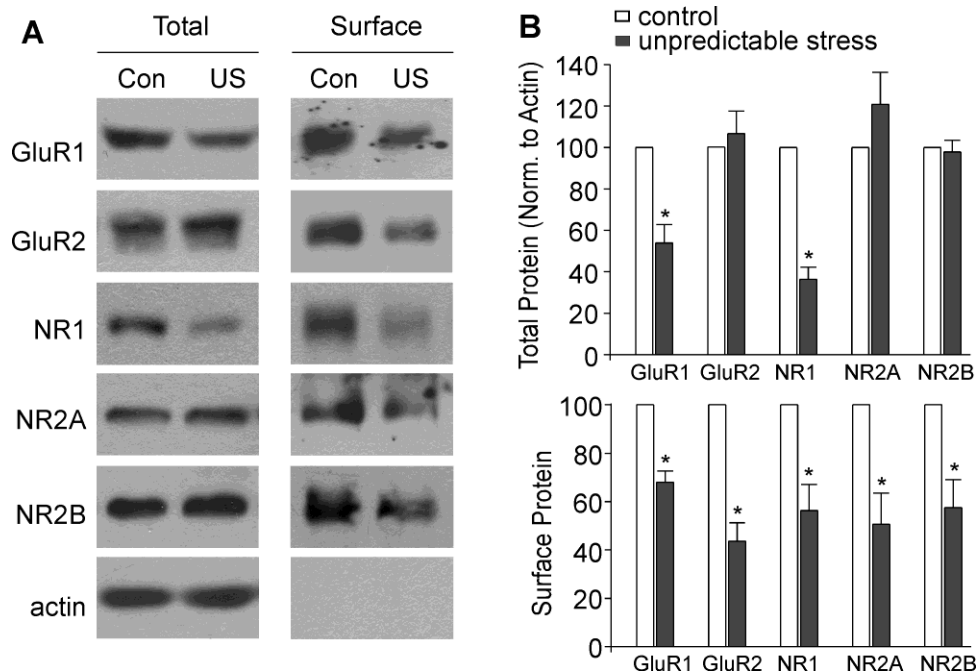 A
Total Surface
Con US Con US
GluR1
GluR2
NR1
NR2A
NR2B
actin
B
control
unpredictable stress
Total Protein (Norm. to Actin)
140
120
100
80
60
40
20
0
* *
GluR1 GluR2 NR1 NR2A NR2B
Surface Protein
100
80
60
40
20
0
* * * * *
GluR1 GluR2 NR1 NR2A NR2B